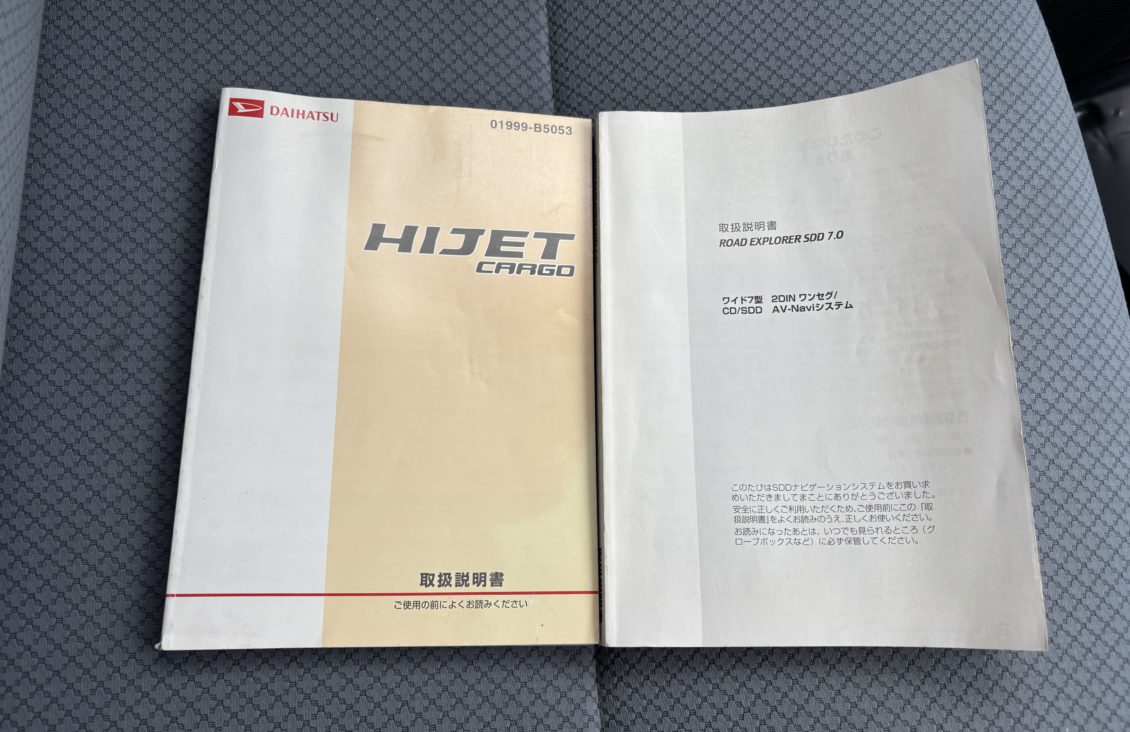 DAIHATSU
01999-B5053
HIJET
CARGO
取扱説明書
ご使用の前によくお読みください
取扱説明書
ROAD EXPLORER SDD 7.0
ワイド7型 2DIN ワンセグ/
CD/SDD AV-Naviシステム
このたびはSDDナビゲーションシステムをお買い求
めいただきましてまことにありがとうございました。
安全に正しくご利用いただくため、ご使用前にこの「取
扱説明書」をよくお読みのうえ、正しくお使いください。
お読みになったあとは、いつでも見られるところ（グ
ローブボックスなど）に必ず保管してください。